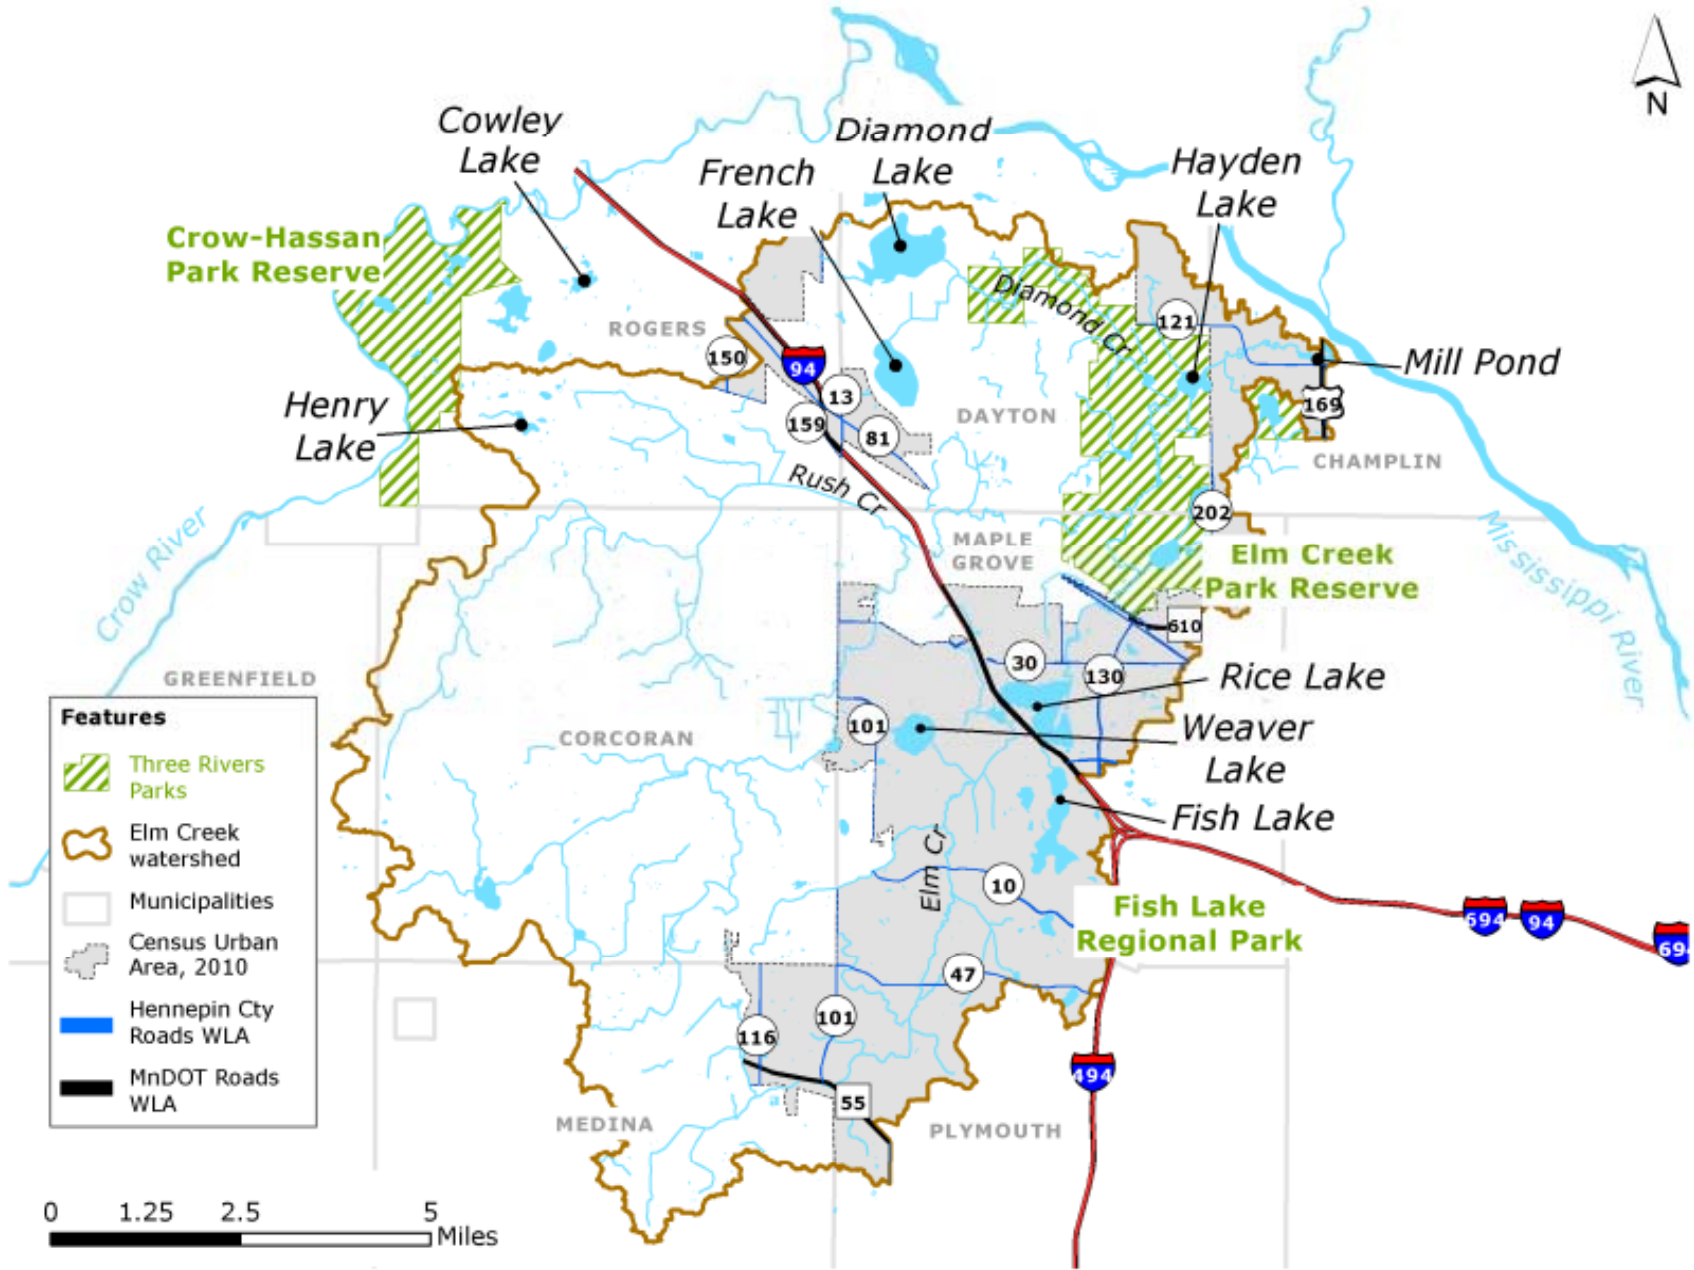 N
Cowley
Lake
Diamond
Lake
French
Lake
Hayden
Lake
Crow-Hassan
Park Reserve
Diamond Cr
ROGERS
121
150
94
Mill Pond
13
169
Henry
Lake
159
81
DAYTON
CHAMPLIN
Rush Cr
202
Crow River
MAPLE
GROVE
Elm Creek
Park Reserve
Mississippi River
610
30
130
Rice Lake
GREENFIELD
101
Weaver
Lake
CORCORAN
Fish Lake
Elm Cr
10
Fish Lake
Regional Park
694
94
694
47
101
116
494
55
MEDINA
PLYMOUTH
Features
Three Rivers
Parks
Elm Creek
watershed
Municipalities
Census Urban
Area, 2010
Hennepin Cty
Roads WLA
MnDOT Roads
WLA
0 1.25 2.5 5
Miles